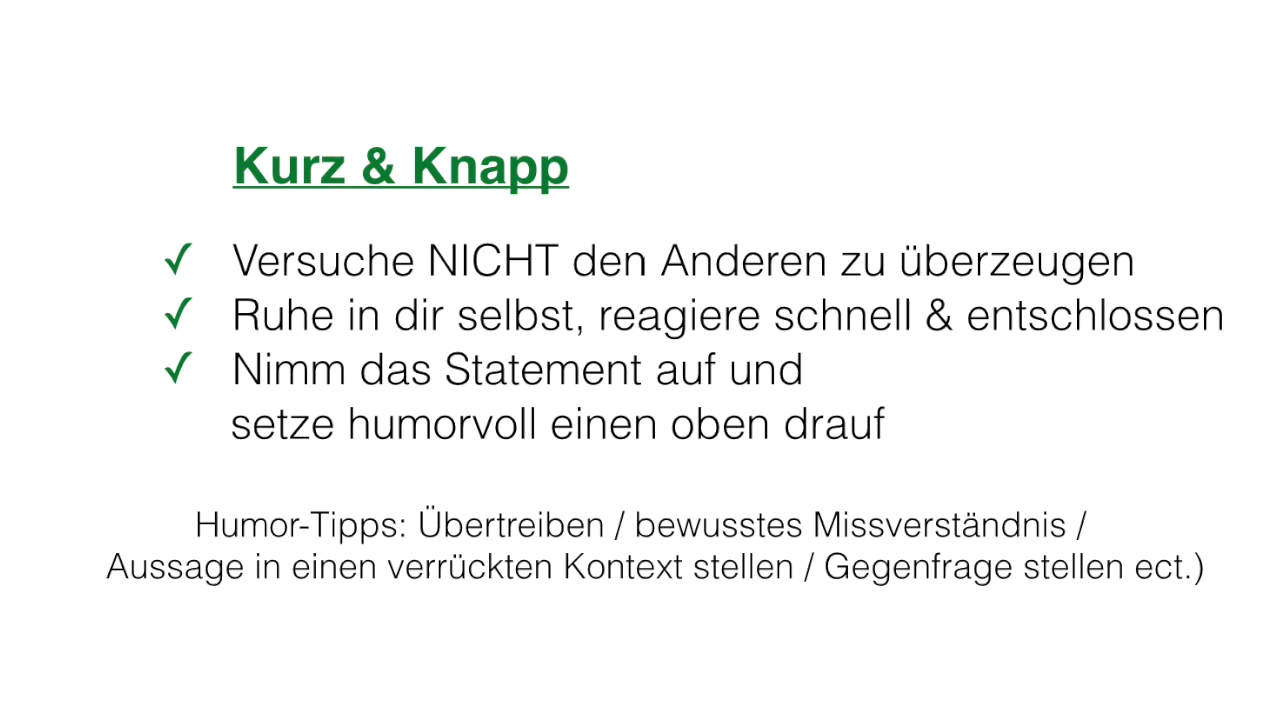 Kurz & Knapp
✓ Versuche NICHT den Anderen zu überzeugen
✓ Ruhe in dir selbst, reagiere schnell & entschlossen
✓ Nimm das Statement auf und
setze humorvoll einen oben drauf
Humor-Tipps: Übertreiben / bewusstes Missverständnis /
Aussage in einen verrückten Kontext stellen / Gegenfrage stellen ect.)